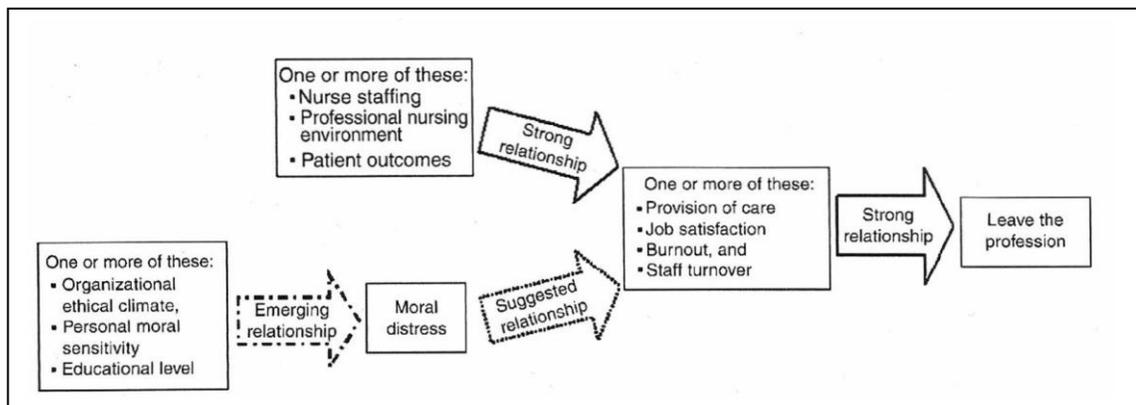 One or more of these:
▪ Nurse staffing
▪ Professional nursing
environment
▪ Patient outcomes
Strong
relationship
One or more of these:
▪ Provision of care
▪ Job satisfaction
▪ Burnout, and
▪ Staff turnover
Strong
relationship
Leave the
profession
One or more of these:
▪ Organizational
ethical climate,
▪ Personal moral
sensitivity
▪ Educational level
Emerging
relationship
Moral
distress
Suggested
relationship